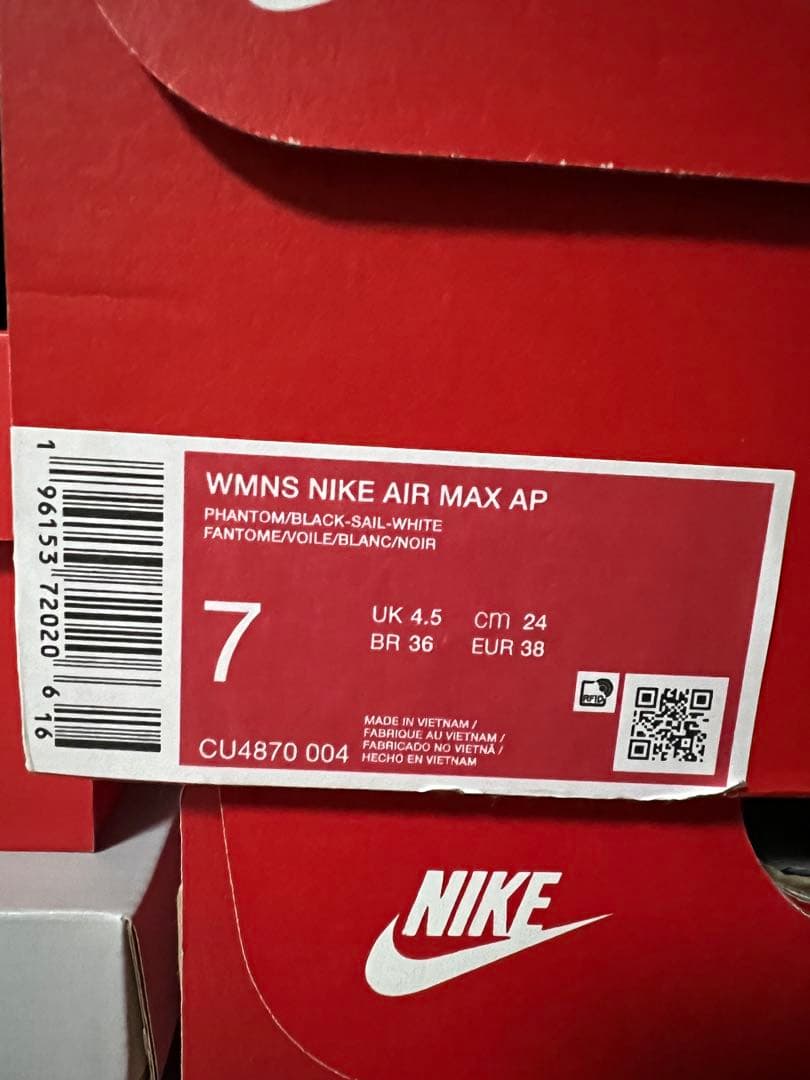 WMNS NIKE AIR MAX AP
PHANTOM/BLACK-SAIL-WHITE
FANTOME/VOILE/BLANC/NOIR
7
UK 4.5 cm 24
BR 36 EUR 38
RFID
CU4870 004
MADE IN VIETNAM /
FABRIQUE AU VIETNAM /
FABRICADO NO VIETNÃ /
HECHO EN VIETNAM
1 96153 72020 6 16
NIKE